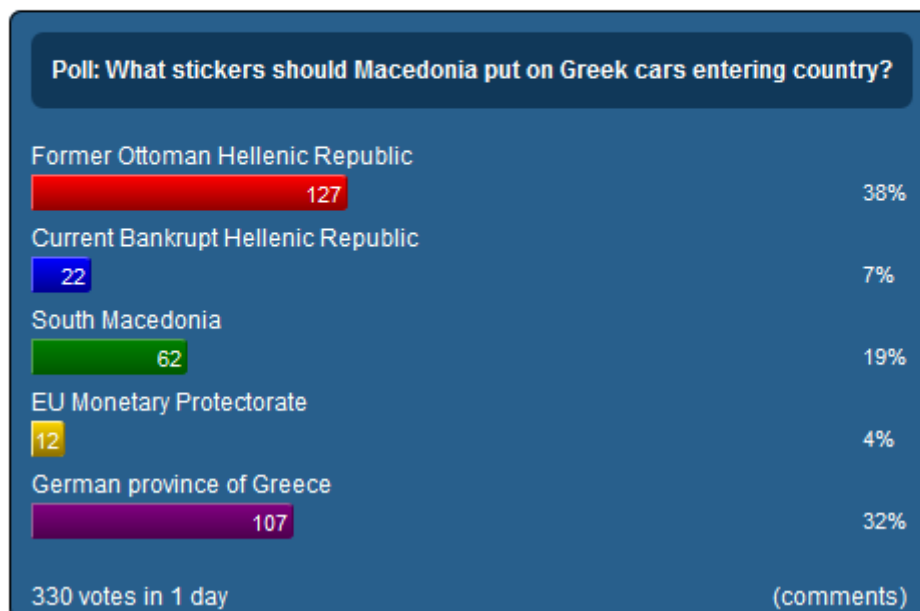 Poll: What stickers should Macedonia put on Greek cars entering country?
Former Ottoman Hellenic Republic
127 38%
Current Bankrupt Hellenic Republic
22 7%
South Macedonia
62 19%
EU Monetary Protectorate
12 4%
German province of Greece
107 32%
330 votes in 1 day (comments)